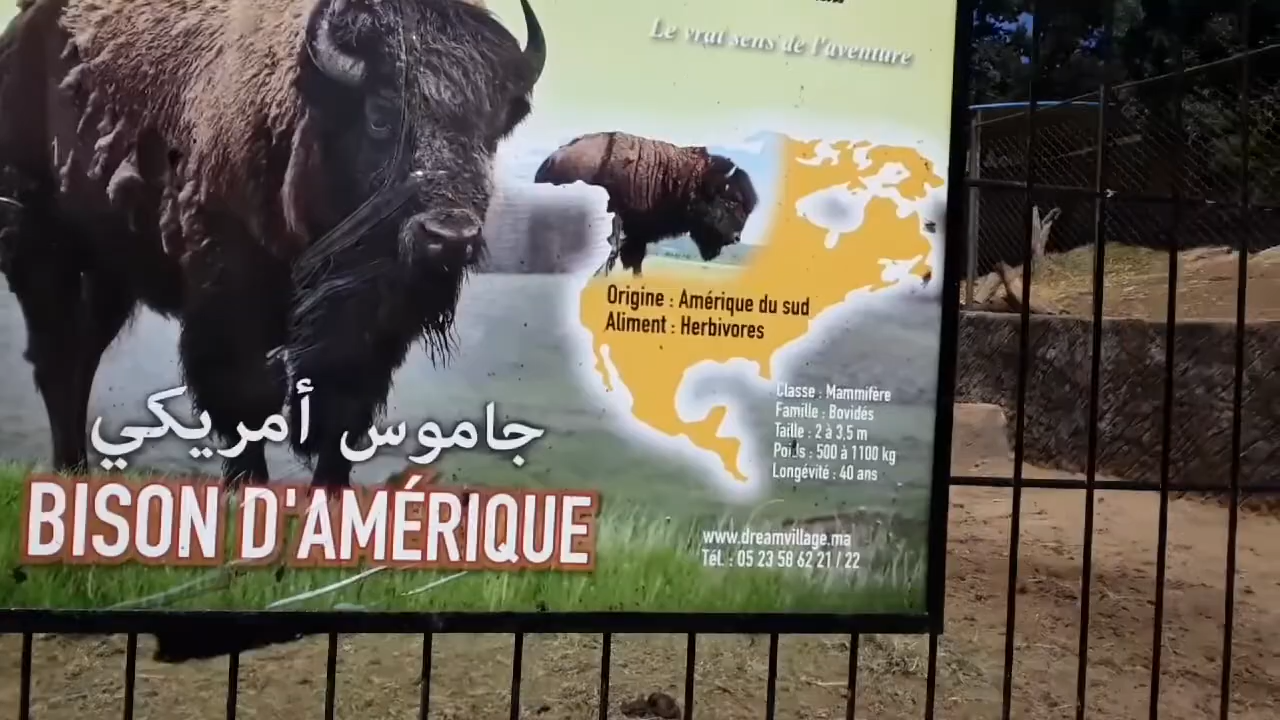 Le vrai sens de l'aventure
Origine : Amérique du sud
Aliment : Herbivores
Classe : Mammifère
Famille : Bovidés
Taille : 2 à 3,5 m
Poids : 500 à 1100 kg
Longévité : 40 ans
جاموس أمريكي
BISON D'AMÉRIQUE
www.dreamvillage.ma
Tél. : 05 23 58 62 21 / 22